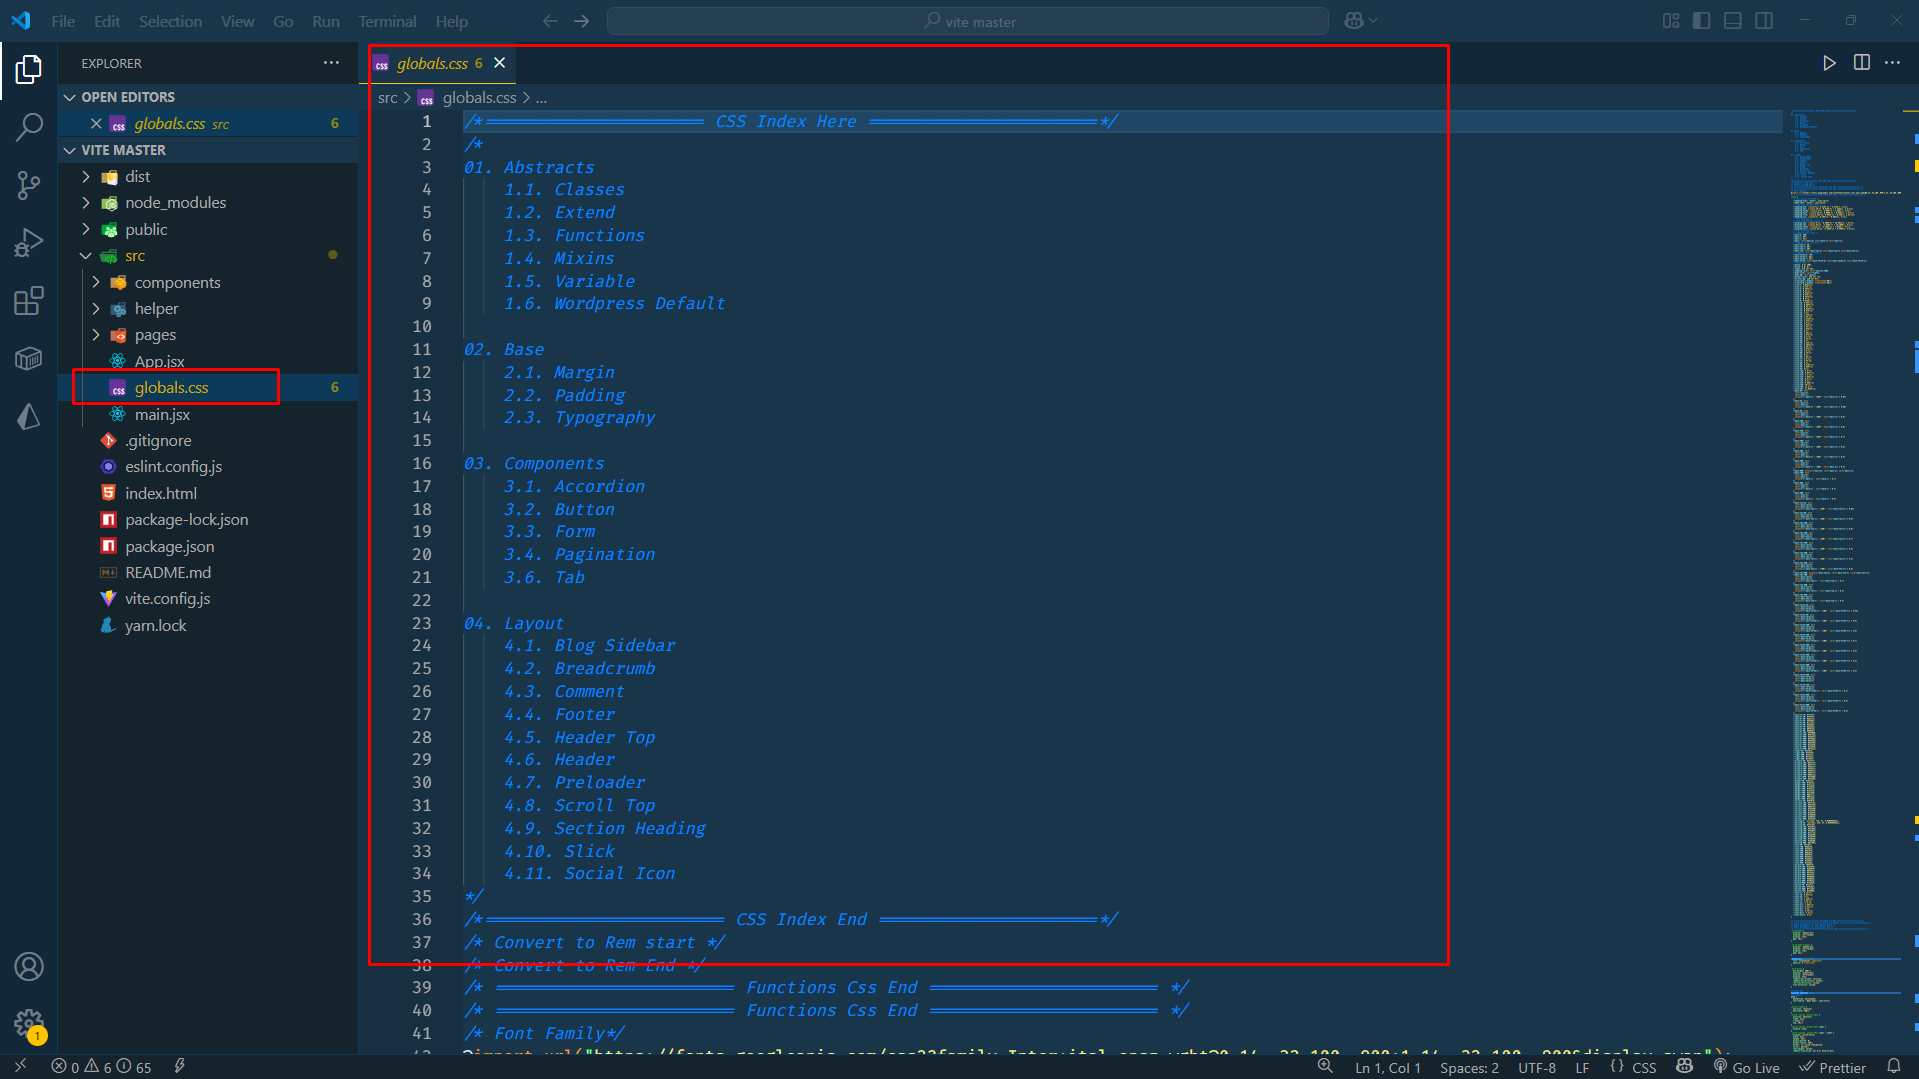 File Edit Selection View Go Run Terminal Help
vite master
EXPLORER
OPEN EDITORS
globals.css src 6
VITE MASTER
dist
node_modules
public
src
components
helper
pages
App.jsx
globals.css 6
main.jsx
.gitignore
eslint.config.js
index.html
package-lock.json
package.json
README.md
vite.config.js
yarn.lock
globals.css 6
src > globals.css > ...
1 /*====================== CSS Index Here =======================*/
2 /*
3 01. Abstracts
4 1.1. Classes
5 1.2. Extend
6 1.3. Functions
7 1.4. Mixins
8 1.5. Variable
9 1.6. Wordpress Default
10
11 02. Base
12 2.1. Margin
13 2.2. Padding
14 2.3. Typography
15
16 03. Components
17 3.1. Accordion
18 3.2. Button
19 3.3. Form
20 3.4. Pagination
21 3.6. Tab
22
23 04. Layout
24 4.1. Blog Sidebar
25 4.2. Breadcrumb
26 4.3. Comment
27 4.4. Footer
28 4.5. Header Top
29 4.6. Header
30 4.7. Preloader
31 4.8. Scroll Top
32 4.9. Section Heading
33 4.10. Slick
34 4.11. Social Icon
35 */
36 /*======================== CSS Index End ======================*/
37 /* Convert to Rem start */
38 /* Convert to Rem End */
39 /* ======================== Functions Css End ======================= */
40 /* ======================== Functions Css End ======================= */
41 /* Font Family*/
1
0 6 65
Ln 1, Col 1 Spaces: 2 UTF-8 LF {} CSS Go Live Prettier